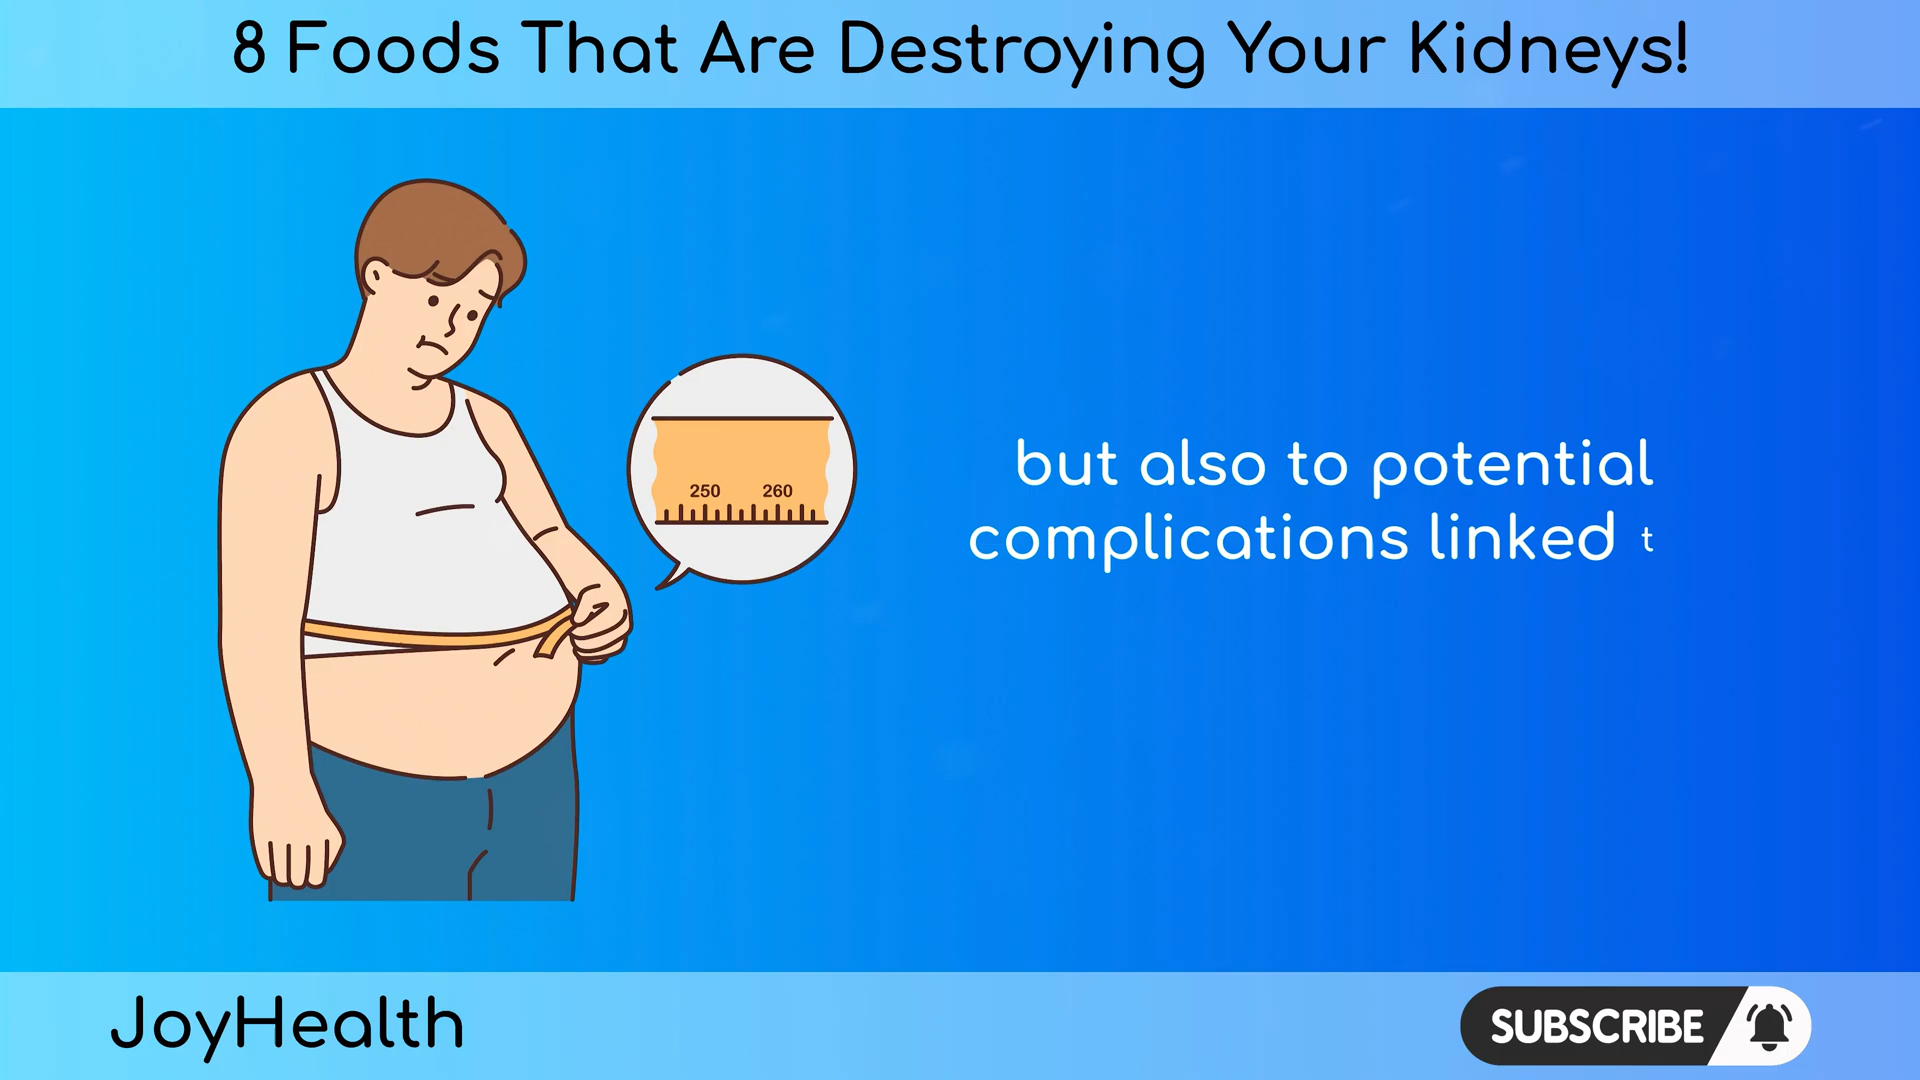 8 Foods That Are Destroying Your Kidneys!
250 260
but also to potential
complications linked t
JoyHealth
SUBSCRIBE